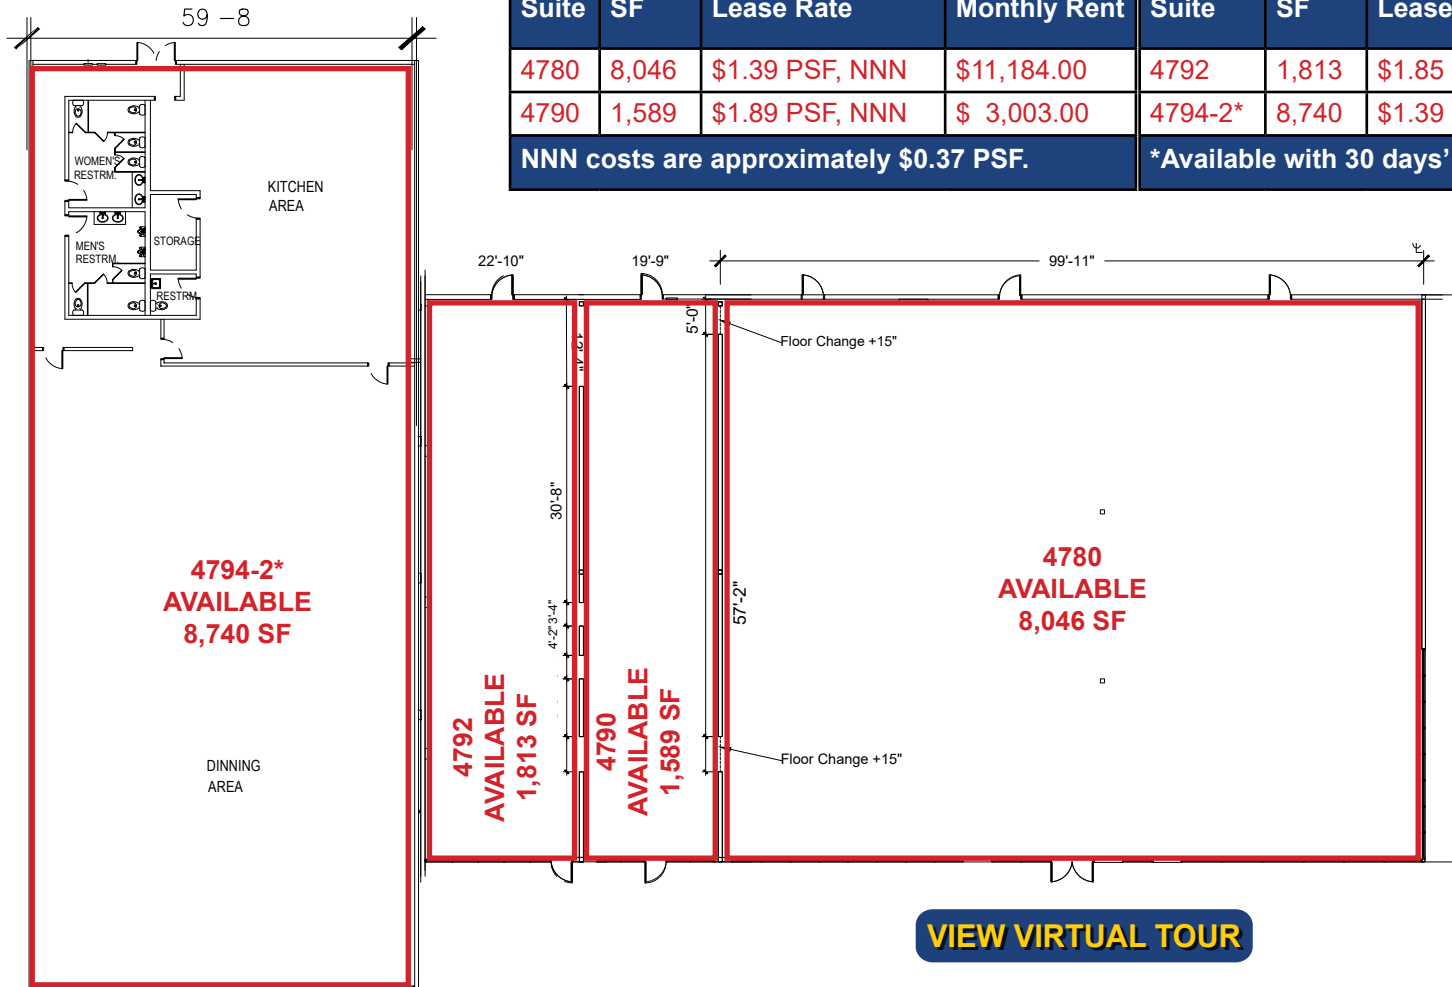 59 -8
Suite SF Lease Rate Monthly Rent Suite SF Lease
4780 8,046 $1.39 PSF, NNN $11,184.00 4792 1,813 $1.85
4790 1,589 $1.89 PSF, NNN $ 3,003.00 4794-2* 8,740 $1.39
NNN costs are approximately $0.37 PSF. *Available with 30 days’
WOMEN'S
RESTRM.
KITCHEN
AREA
MEN'S
RESTRM.
STORAGE
RESTRM.
22'-10"
19'-9"
99'-11"
5'-0"
Floor Change +15"
30'-8"
4'-2" 3'-4"
57'-2"
4794-2*
AVAILABLE
8,740 SF
4792
AVAILABLE
1,813 SF
4790
AVAILABLE
1,589 SF
4780
AVAILABLE
8,046 SF
Floor Change +15"
DINNING
AREA
VIEW VIRTUAL TOUR